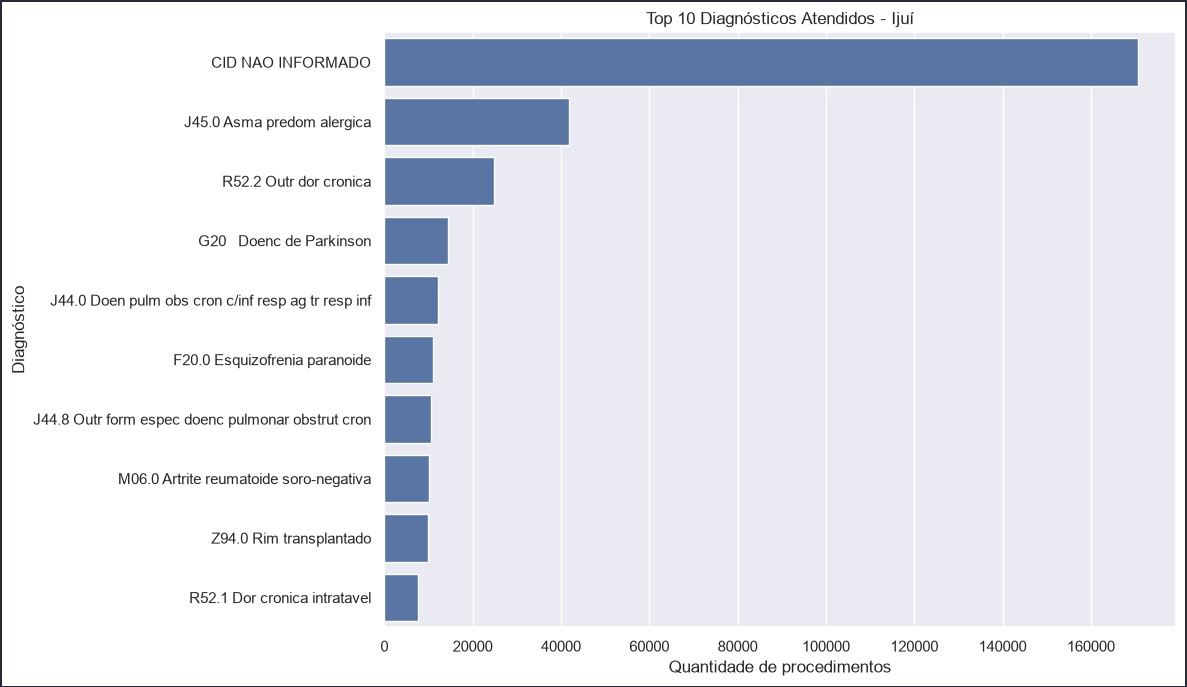 Top 10 Diagnósticos Atendidos - Ijuí
Diagnóstico
CID NAO INFORMADO
J45.0 Asma predom alergica
R52.2 Outr dor cronica
G20   Doenc de Parkinson
J44.0 Doen pulm obs cron c/inf resp ag tr resp inf
F20.0 Esquizofrenia paranoide
J44.8 Outr form espec doenc pulmonar obstrut cron
M06.0 Artrite reumatoide soro-negativa
Z94.0 Rim transplantado
R52.1 Dor cronica intratavel
0 20000 40000 60000 80000 100000 120000 140000 160000
Quantidade de procedimentos